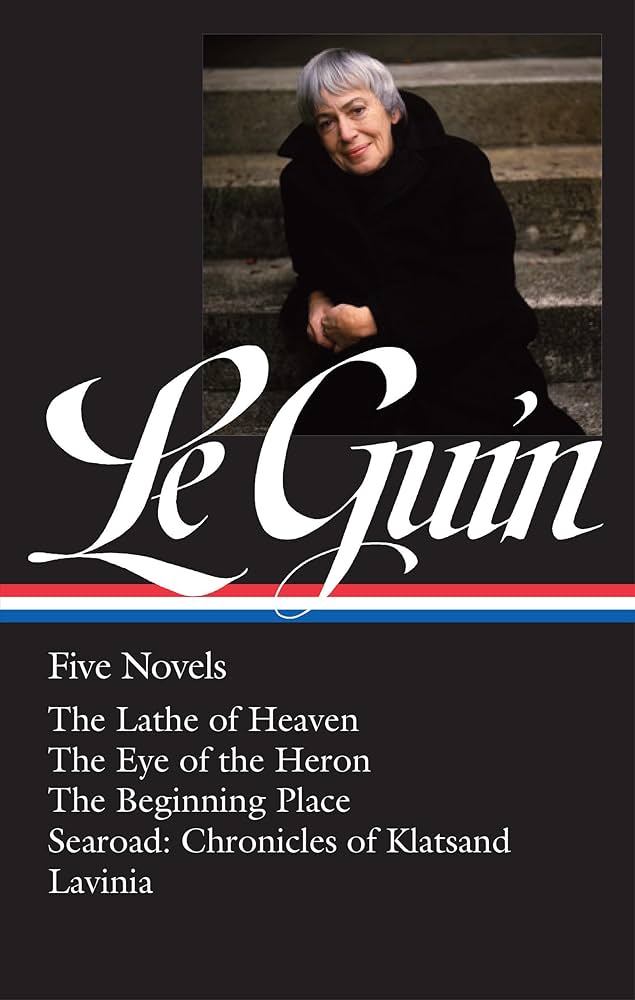 Le Guin
Five Novels
The Lathe of Heaven
The Eye of the Heron
The Beginning Place
Searoad: Chronicles of Klatsand
Lavinia